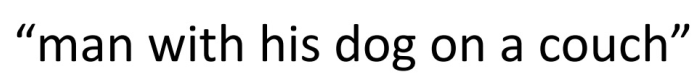 “man with his dog on a couch”